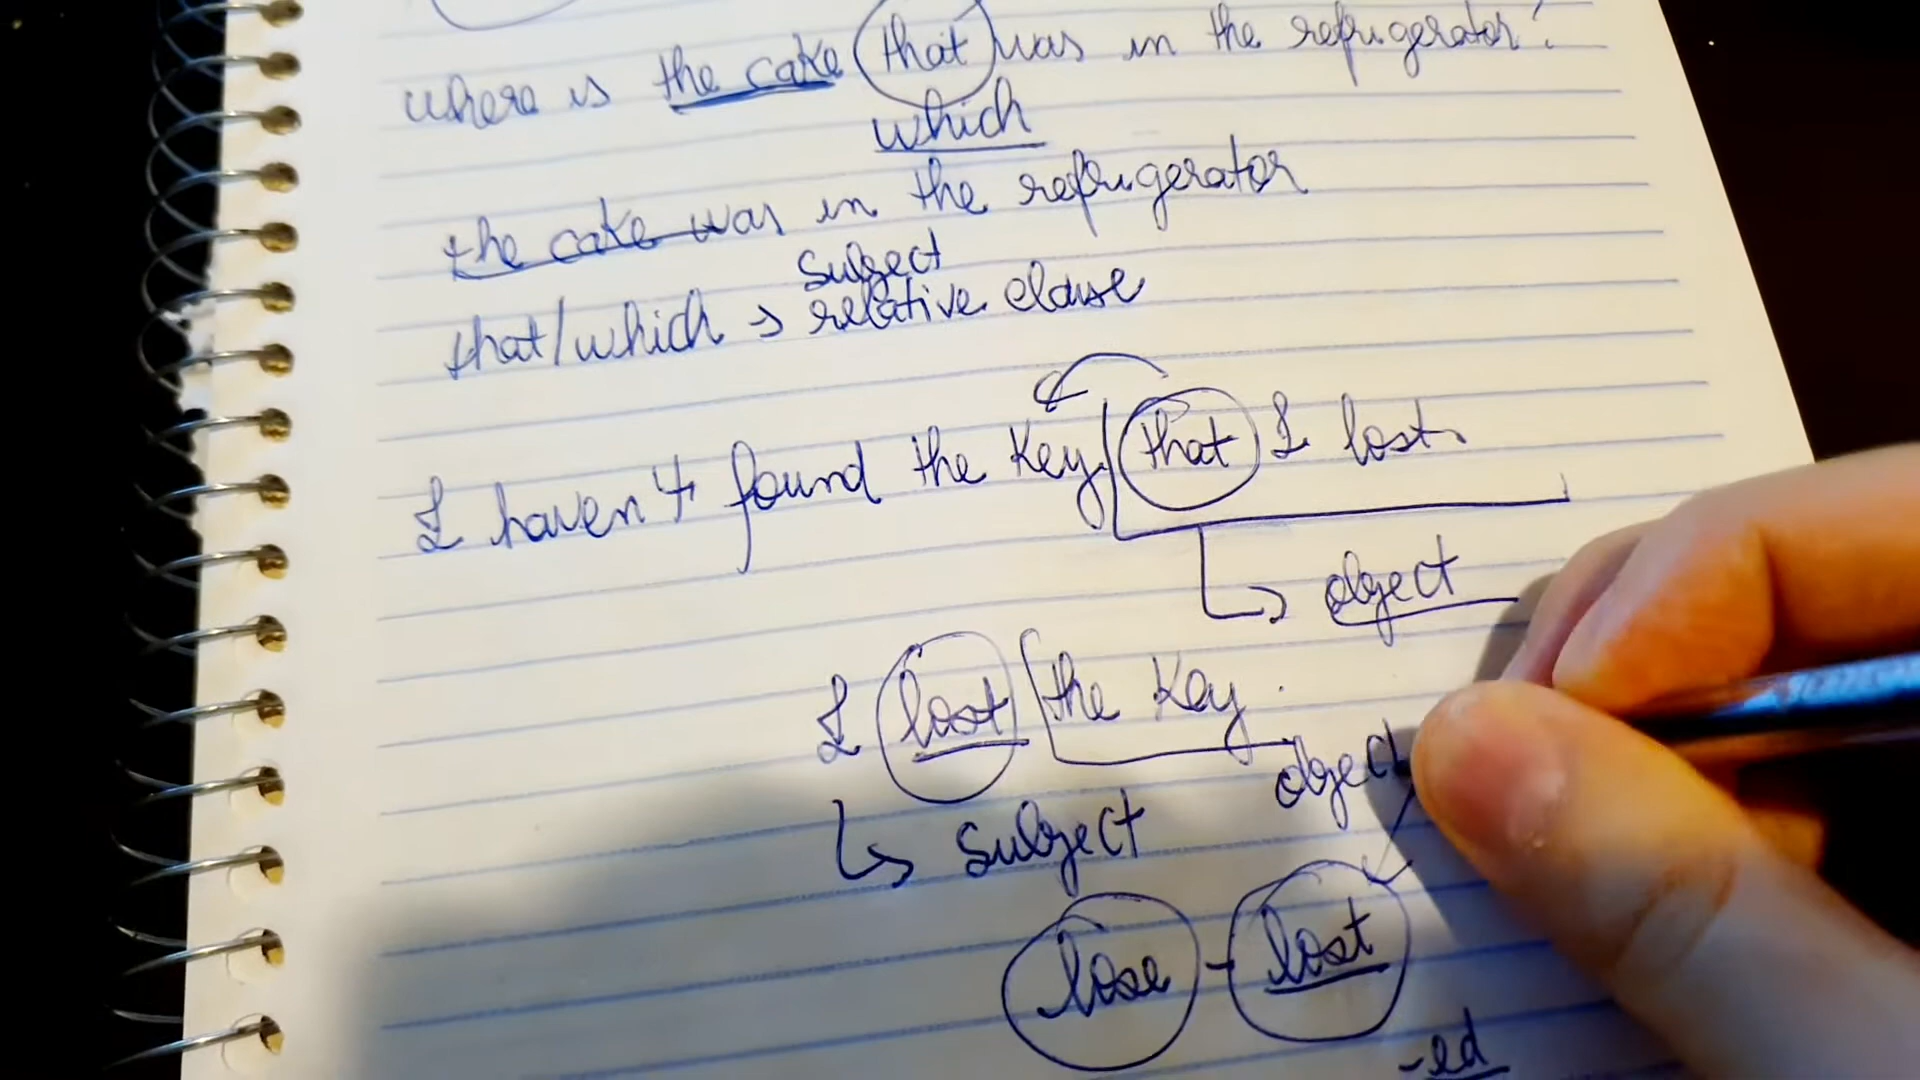 where is the cake that was in the refrigerator?
which
the cake was in the refrigerator
subject
that/which → relative clause
I haven't found the key that I lost.
object
I lost the key.
object
subject
lose - lost
-ed